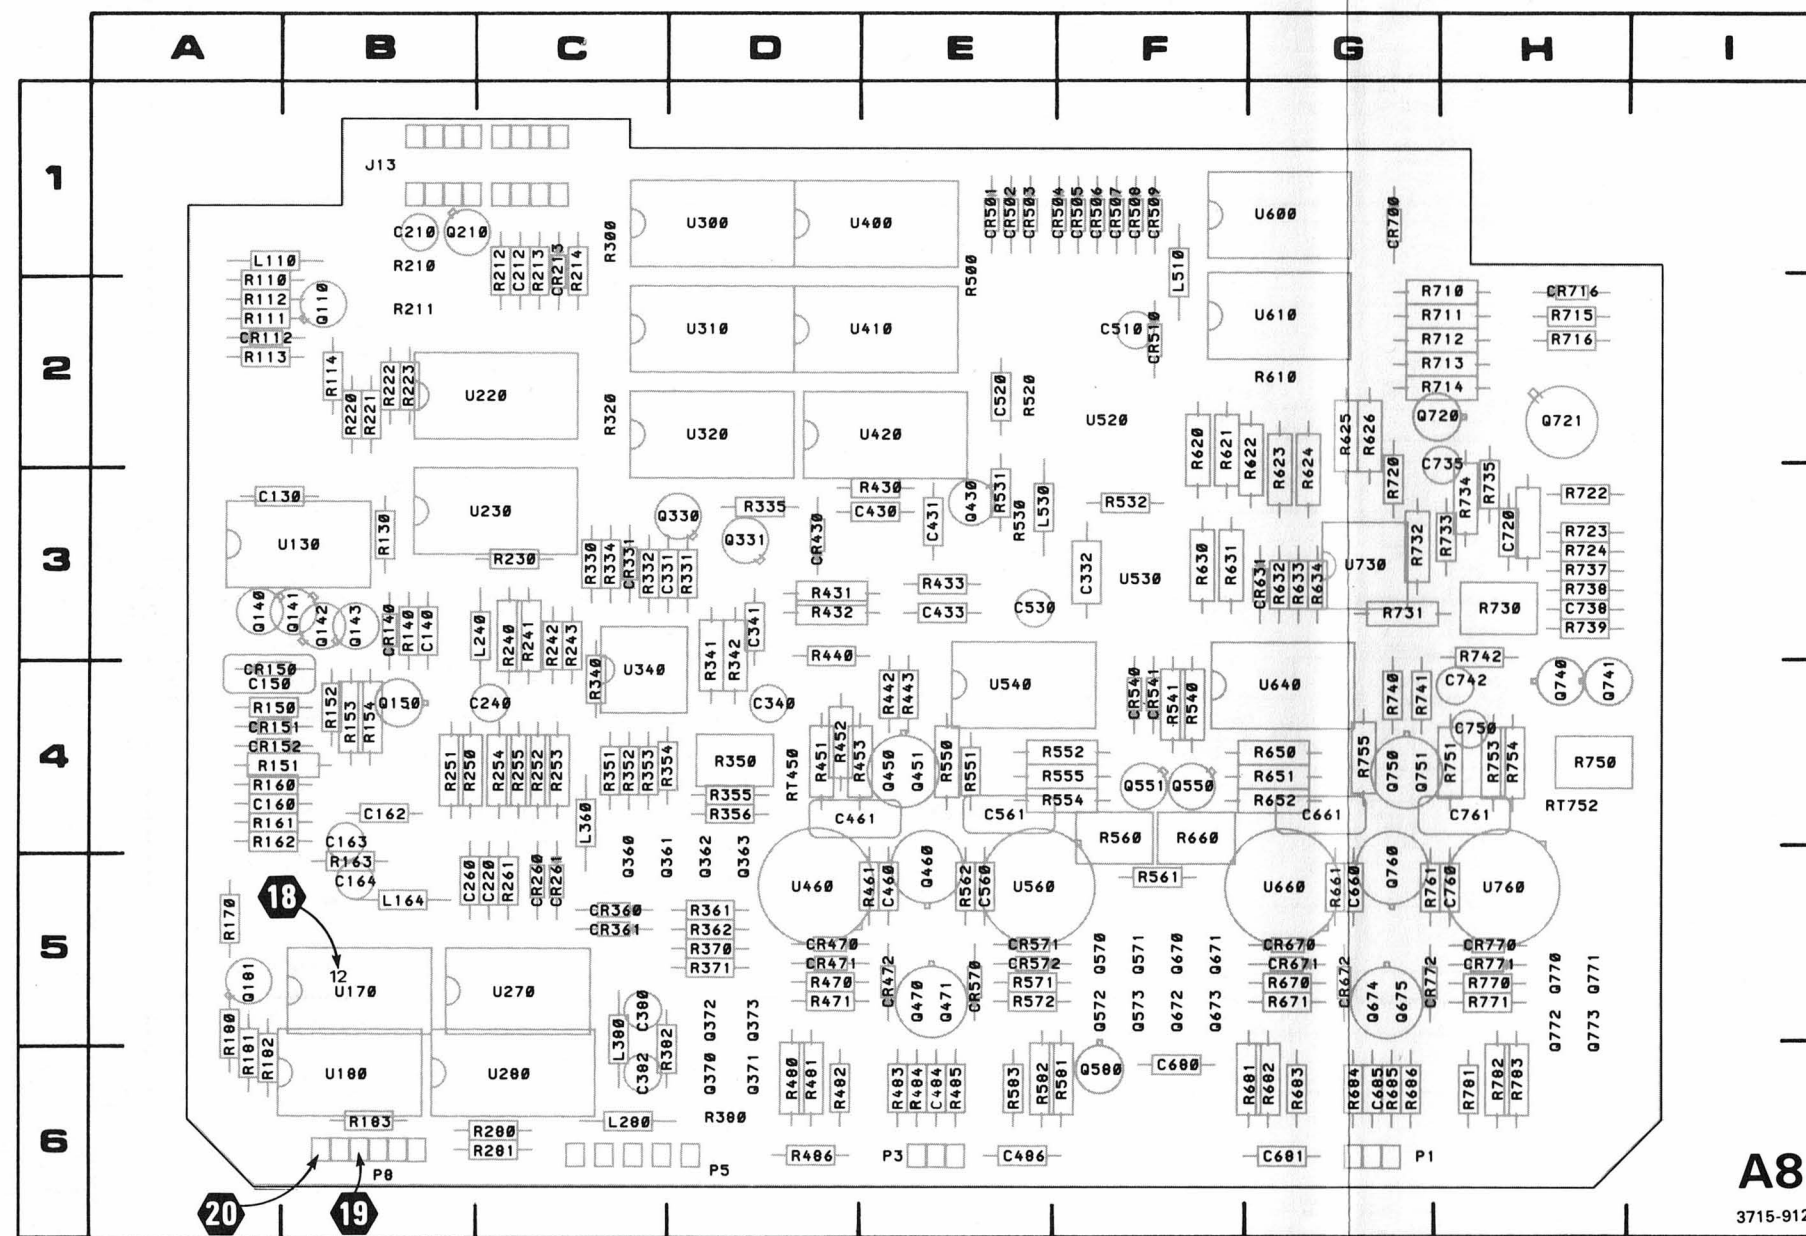 A B C D E F G H I
1
J13
CR501 CR502 CR503 CR504 CR505 CR506 CR507 CR508 CR509
U300 U400 U600 CR700
C210 Q210 R300
L110 R210 R212 C212 R213 CR213 R214 R500 L510
R110
R112 Q110 R211 R710 CR716
R111 U310 U410 C510 CR510 U610 R711 R715
CR112 R712 R716
R113 R713
2
R114 R222 R223 R610 R714
R220 R221 U220 R320 C520 R520
U320 U420 U520 R625 R626 Q720 Q721
R620 R621 R622 R623 R624 C735 R720
C130 R430 R531 R734 R735 R722
U230 Q330 R335 C430 C431 Q430 R530 L530 R532
U130 R130 Q331 CR430 R732 R733 C720 R723
3
R230 R330 R334 CR331 R332 C331 R331 C332 U530 R630 R631 CR631 R632 R633 R634 U730 R724
R737
R431 R433 R738
Q140 Q141 Q142 Q143 R432 C433 C530 R731 R730 C738
CR140 R140 C140 L240 R240 R241 R242 R243 C341 R739
R341 R342 R440 R742
CR150 R340 U340 U540 U640 C742 Q740 Q741
C150 R442 R443 CR540 CR541 R541 R540 R740 R741
R150 R152 R153 R154 Q150 C240 C340
CR151 C750
CR152 R451 R452 R453 R552 R650 R755 R751 R753 R754
4
R151 R251 R250 R254 R255 R252 R253 R351 R352 R353 R354 R350 RT450 Q450 Q451 R550 R551 R555 R651 Q750 Q751 R750
R160 R355 R554 Q551 Q550 R652
C160 C162 R356 RT752
R161 L360 C461 C561 C661 C761
R162 C163 R560 R660
R163 Q360 Q361 Q362 Q363
C164 C260 C220 R261 CR260 CR261 U460 R461 C460 Q460 R562 C560 U560 R561 U660 R661 C660 Q760 R761 C760 U760
18 L164
R170 CR360 R361
CR361 R362
5
CR470 CR571 CR670 CR770
R370 Q570 Q571 Q670 Q671
R371 CR471 CR572 CR671 CR771
Q181 12 CR472 CR570 CR672 CR772 Q770 Q771
U170 U270 R470 R571 R670 R770
R471 Q470 Q471 R572 R671 Q674 Q675 R771
C380 Q372 Q373 Q572 Q573 Q672 Q673
R180 R181 R182 L380 R382 Q772 Q773
U180 U280 C382 Q370 Q371 Q580 C680
R480 R481 R482 R483 R484 C484 R485 R583 R582 R581 R681 R682 R683 R684 C685 R685 R686 R781 R782 R783
R183 L280 R380
6
R280
R281 R486 P3 C486 C681 P1
P8 P5
20 19
A8
3715-912